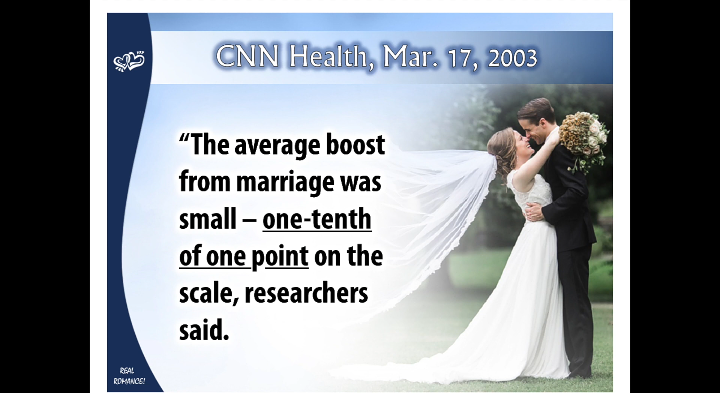 CNN Health, Mar. 17, 2003
“The average boost
from marriage was
small – one-tenth
of one point on the
scale, researchers
said.
REAL
ROMANCE!